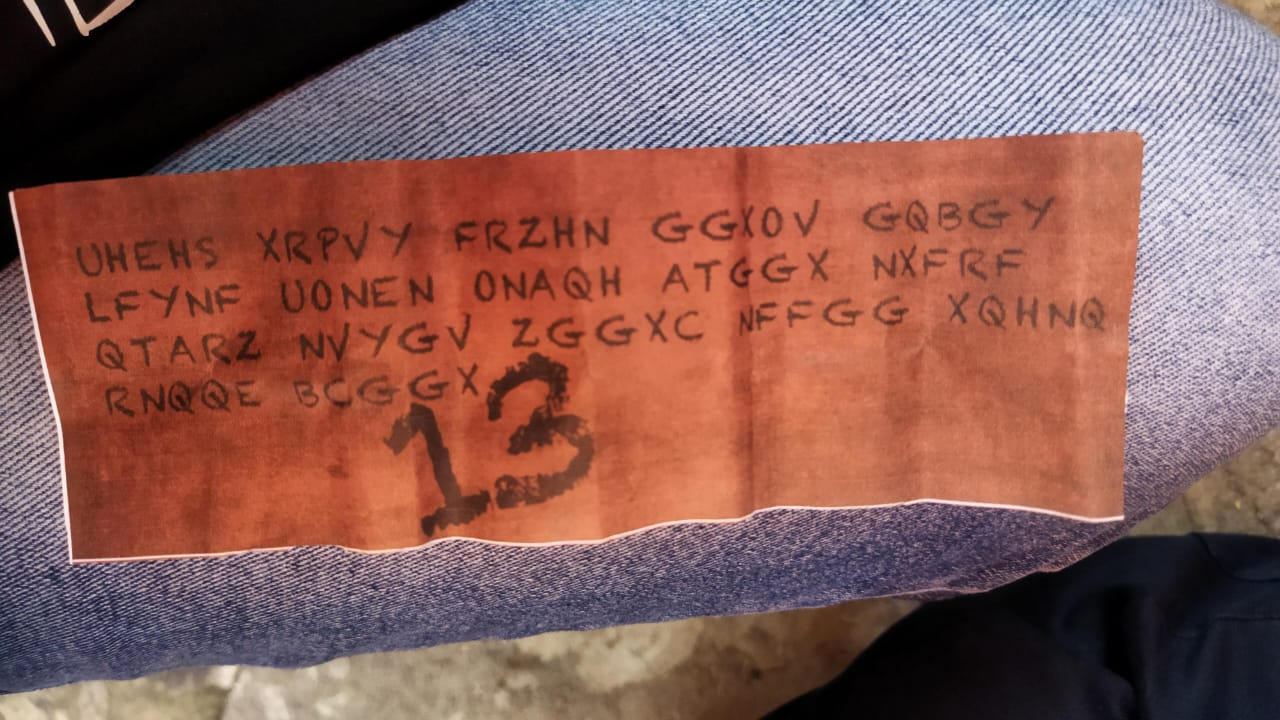 UHEHS XRPVY FRZHN GGXOV GQBGY
LFYNF UONEN ONAQH ATGGX NXFRF
QTARZ NVYGV ZGGXC NFFGG XQHNQ
RNQQE BCGGX
13